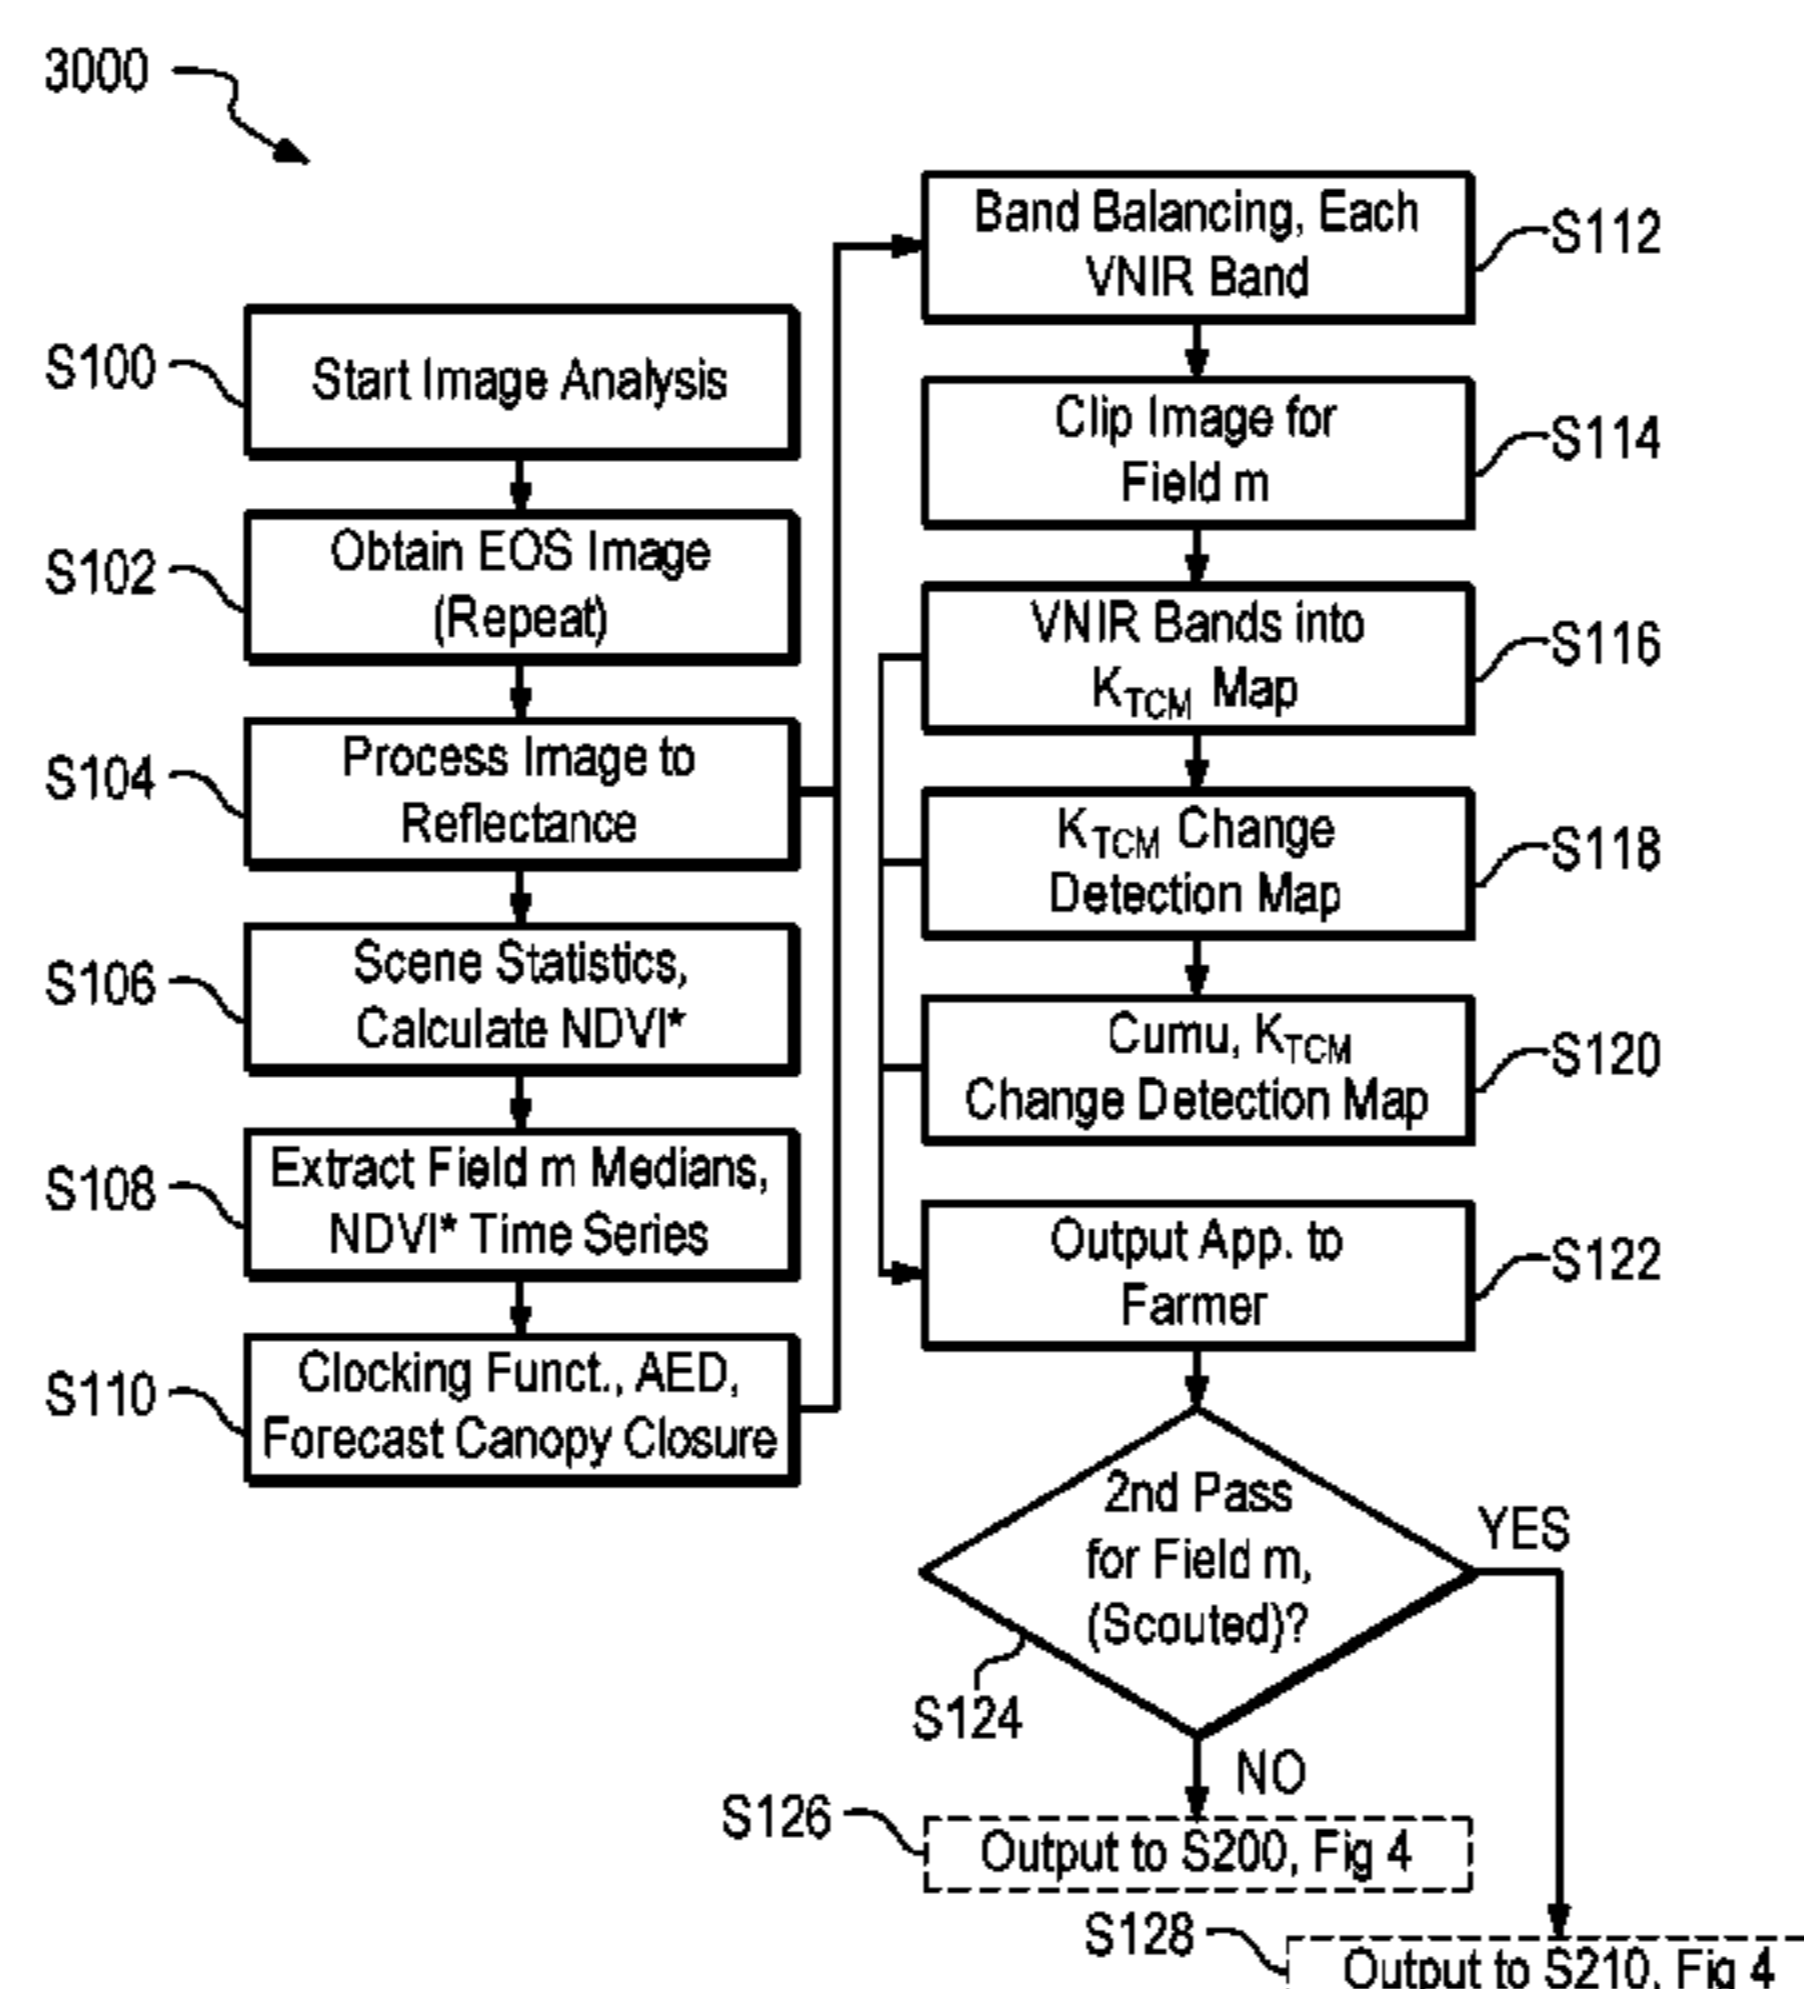 3000
S100
Start Image Analysis
S102
Obtain EOS Image
(Repeat)
S104
Process Image to
Reflectance
S106
Scene Statistics,
Calculate NDVI*
S108
Extract Field m Medians,
NDVI* Time Series
S110
Clocking Funct., AED,
Forecast Canopy Closure
Band Balancing, Each
VNIR Band
S112
Clip Image for
Field m
S114
VNIR Bands into
KTCM Map
S116
KTCM Change
Detection Map
S118
Cumu, KTCM
Change Detection Map
S120
Output App. to
Farmer
S122
2nd Pass
for Field m,
(Scouted)?
S124
YES
NO
S126
Output to S200, Fig 4
S128
Output to S210, Fig 4